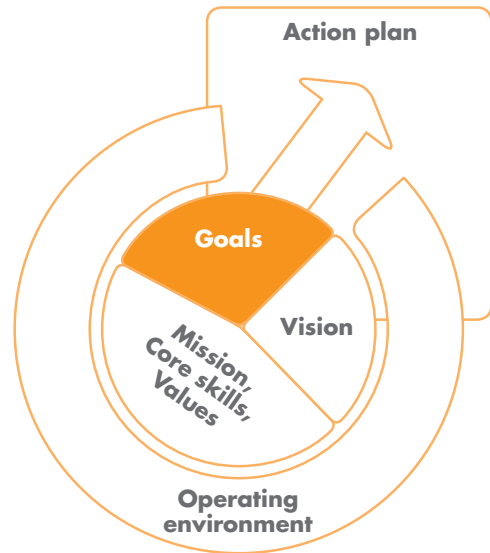 Action plan
Goals
Vision
Mission,
Core skills,
Values
Operating
environment